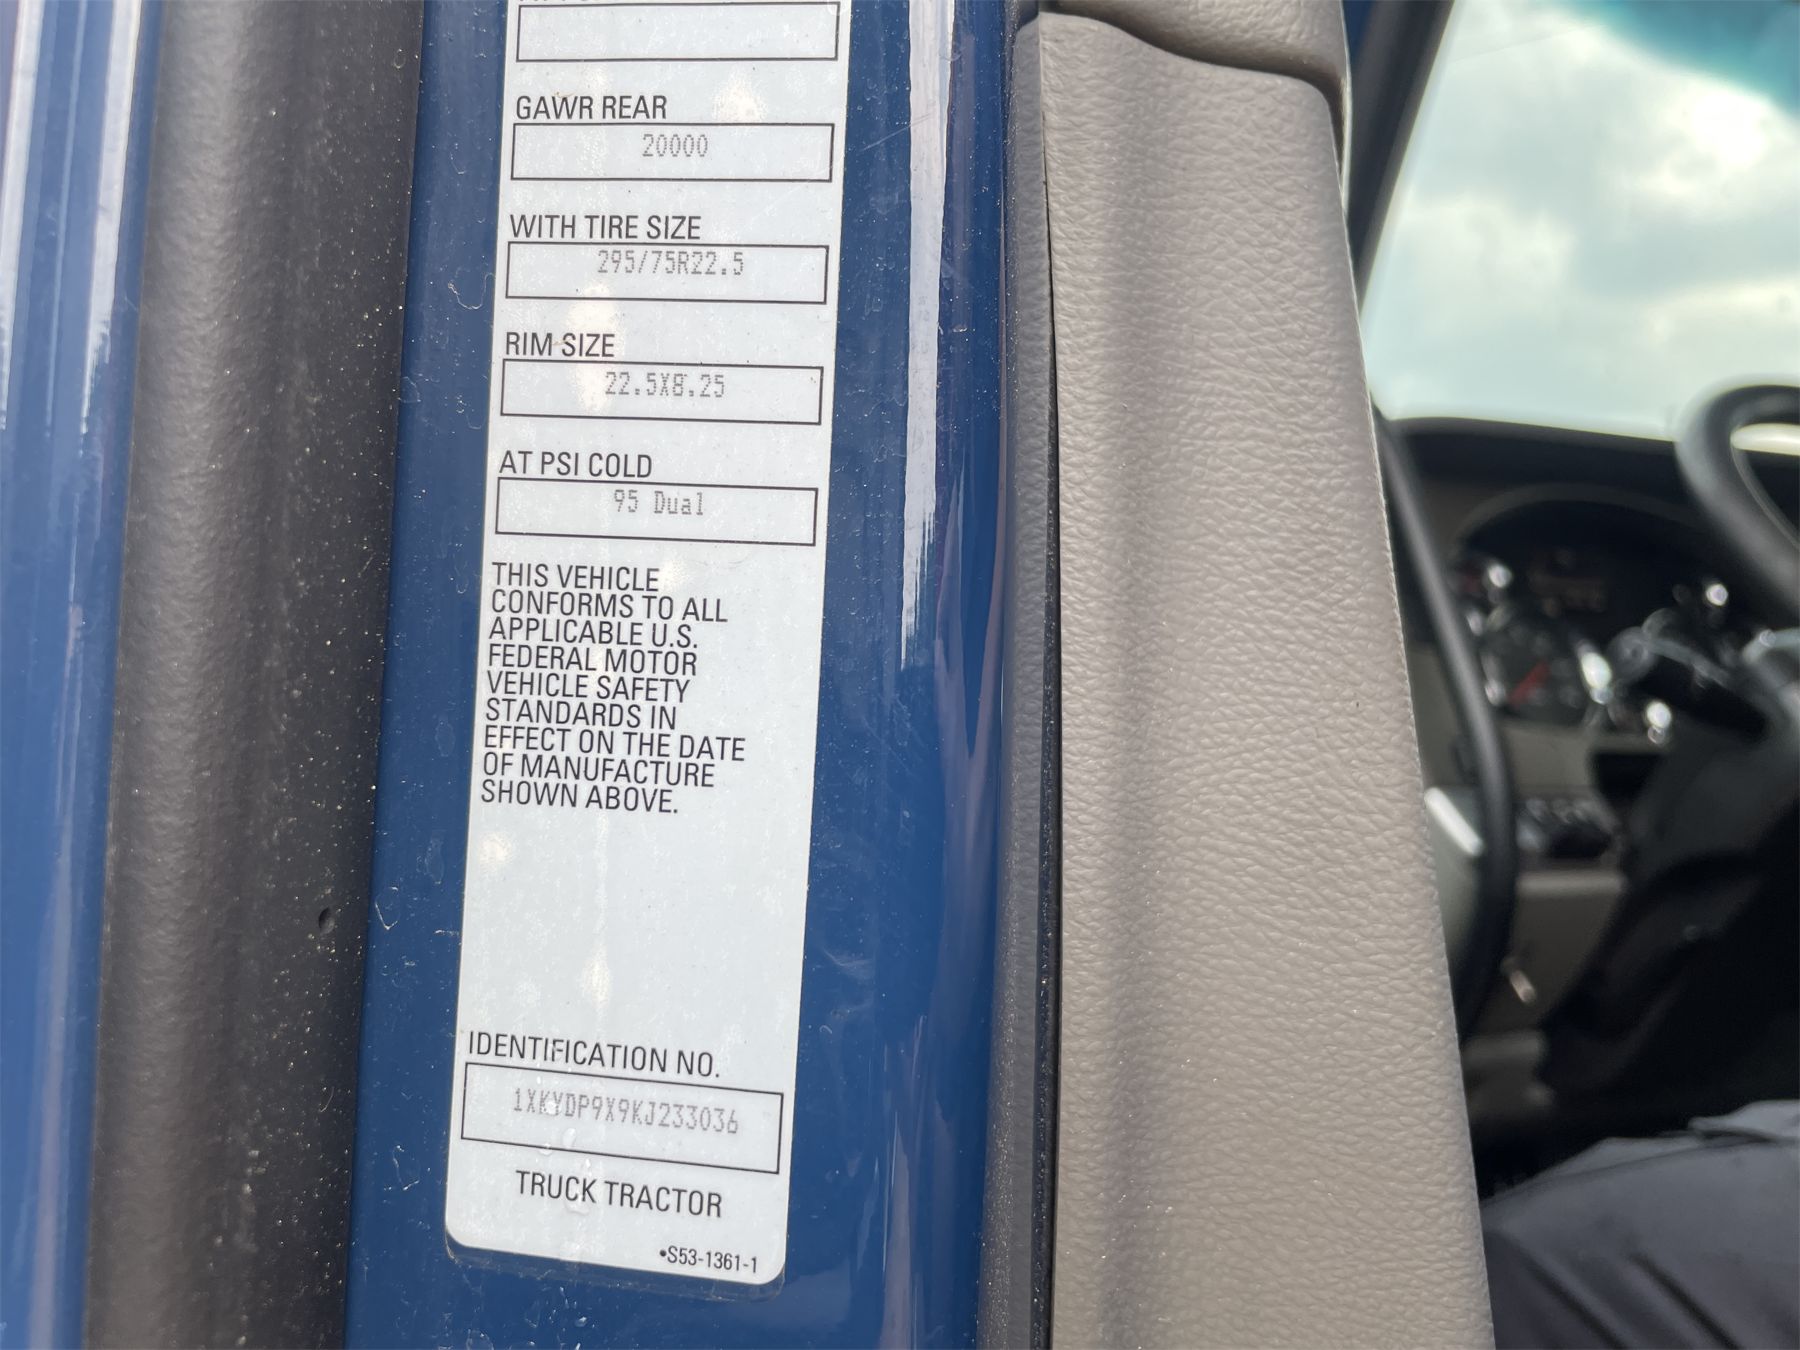 GAWR REAR
20000
WITH TIRE SIZE
295/75R22.5
RIM SIZE
22.5X8.25
AT PSI COLD
95 Dual
THIS VEHICLE
CONFORMS TO ALL
APPLICABLE U.S.
FEDERAL MOTOR
VEHICLE SAFETY
STANDARDS IN
EFFECT ON THE DATE
OF MANUFACTURE
SHOWN ABOVE.
IDENTIFICATION NO.
1XKYDP9X9KJ233036
TRUCK TRACTOR
•S53-1361-1